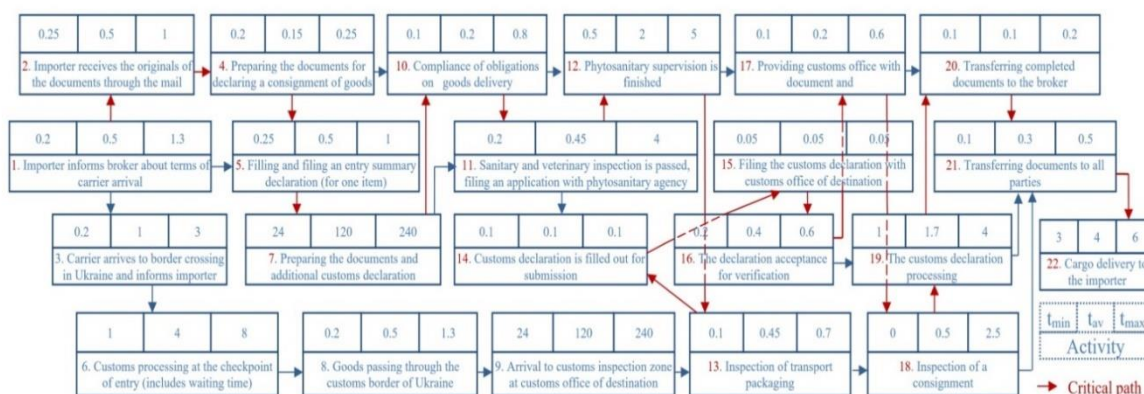 0.25 0.5 1
2. Importer receives the originals of
the documents through the mail
0.2 0.15 0.25
4. Preparing the documents for
declaring a consignment of goods
0.1 0.2 0.8
10. Compliance of obligations
on goods delivery
0.5 2 5
12. Phytosanitary supervision is
finished
0.1 0.2 0.6
17. Providing customs office with
document and
0.1 0.1 0.2
20. Transferring completed
documents to the broker
0.2 0.5 1.3
1. Importer informs broker about terms of
carrier arrival
0.25 0.5 1
5. Filling and filing an entry summary
declaration (for one item)
0.2 0.45 4
11. Sanitary and veterinary inspection is passed,
filing an application with phytosanitary agency
0.05 0.05 0.05
15. Filing the customs declaration with
customs office of destination
0.1 0.3 0.5
21. Transferring documents to all
parties
0.2 1 3
3. Carrier arrives to border crossing
in Ukraine and informs importer
24 120 240
7. Preparing the documents and
additional customs declaration
0.1 0.1 0.1
14. Customs declaration is filled out for
submission
0.2 0.4 0.6
16. The declaration acceptance
for verification
1 1.7 4
19. The customs declaration
processing
3 4 6
22. Cargo delivery to
the importer
1 4 8
6. Customs processing at the checkpoint
of entry (includes waiting time)
0.2 0.5 1.3
8. Goods passing through the
customs border of Ukraine
24 120 240
9. Arrival to customs inspection zone
at customs office of destination
0.1 0.45 0.7
13. Inspection of transport
packaging
0 0.5 2.5
18. Inspection of a
consignment
tmin tav tmax
Activity
Critical path